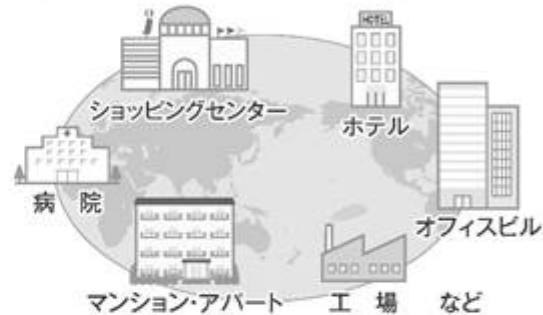 HOTEL
ショッピングセンター
ホテル
病 院
オフィスビル
マンション・アパート
工 場 など